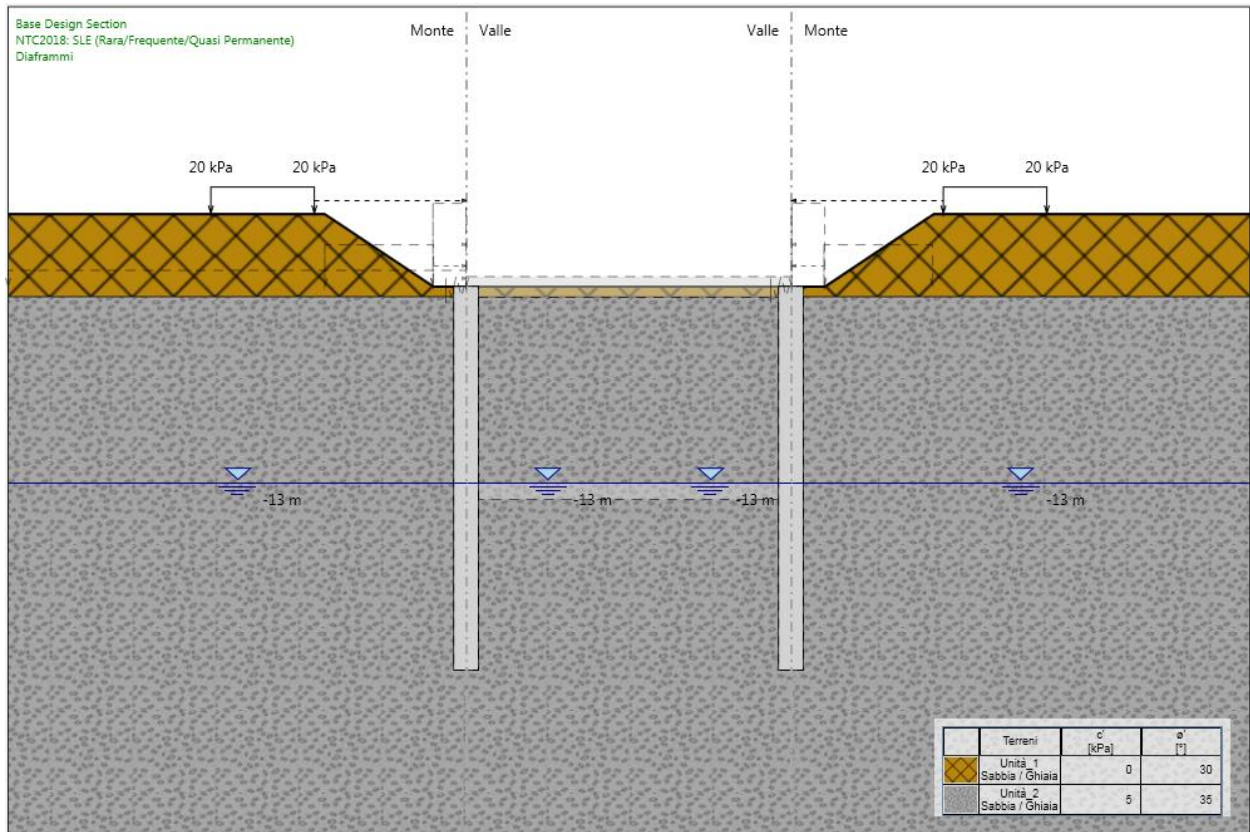 Base Design Section
NTC2018: SLE (Rara/Frequente/Quasi Permanente)
Diaframmi
Monte Valle Valle Monte
20 kPa 20 kPa 20 kPa 20 kPa
-13 m -13 m -13 m -13 m
Terreni c' [kPa] ø' [°]
Unità_1 Sabbia / Ghiaia 0 30
Unità_2 Sabbia / Ghiaia 5 35